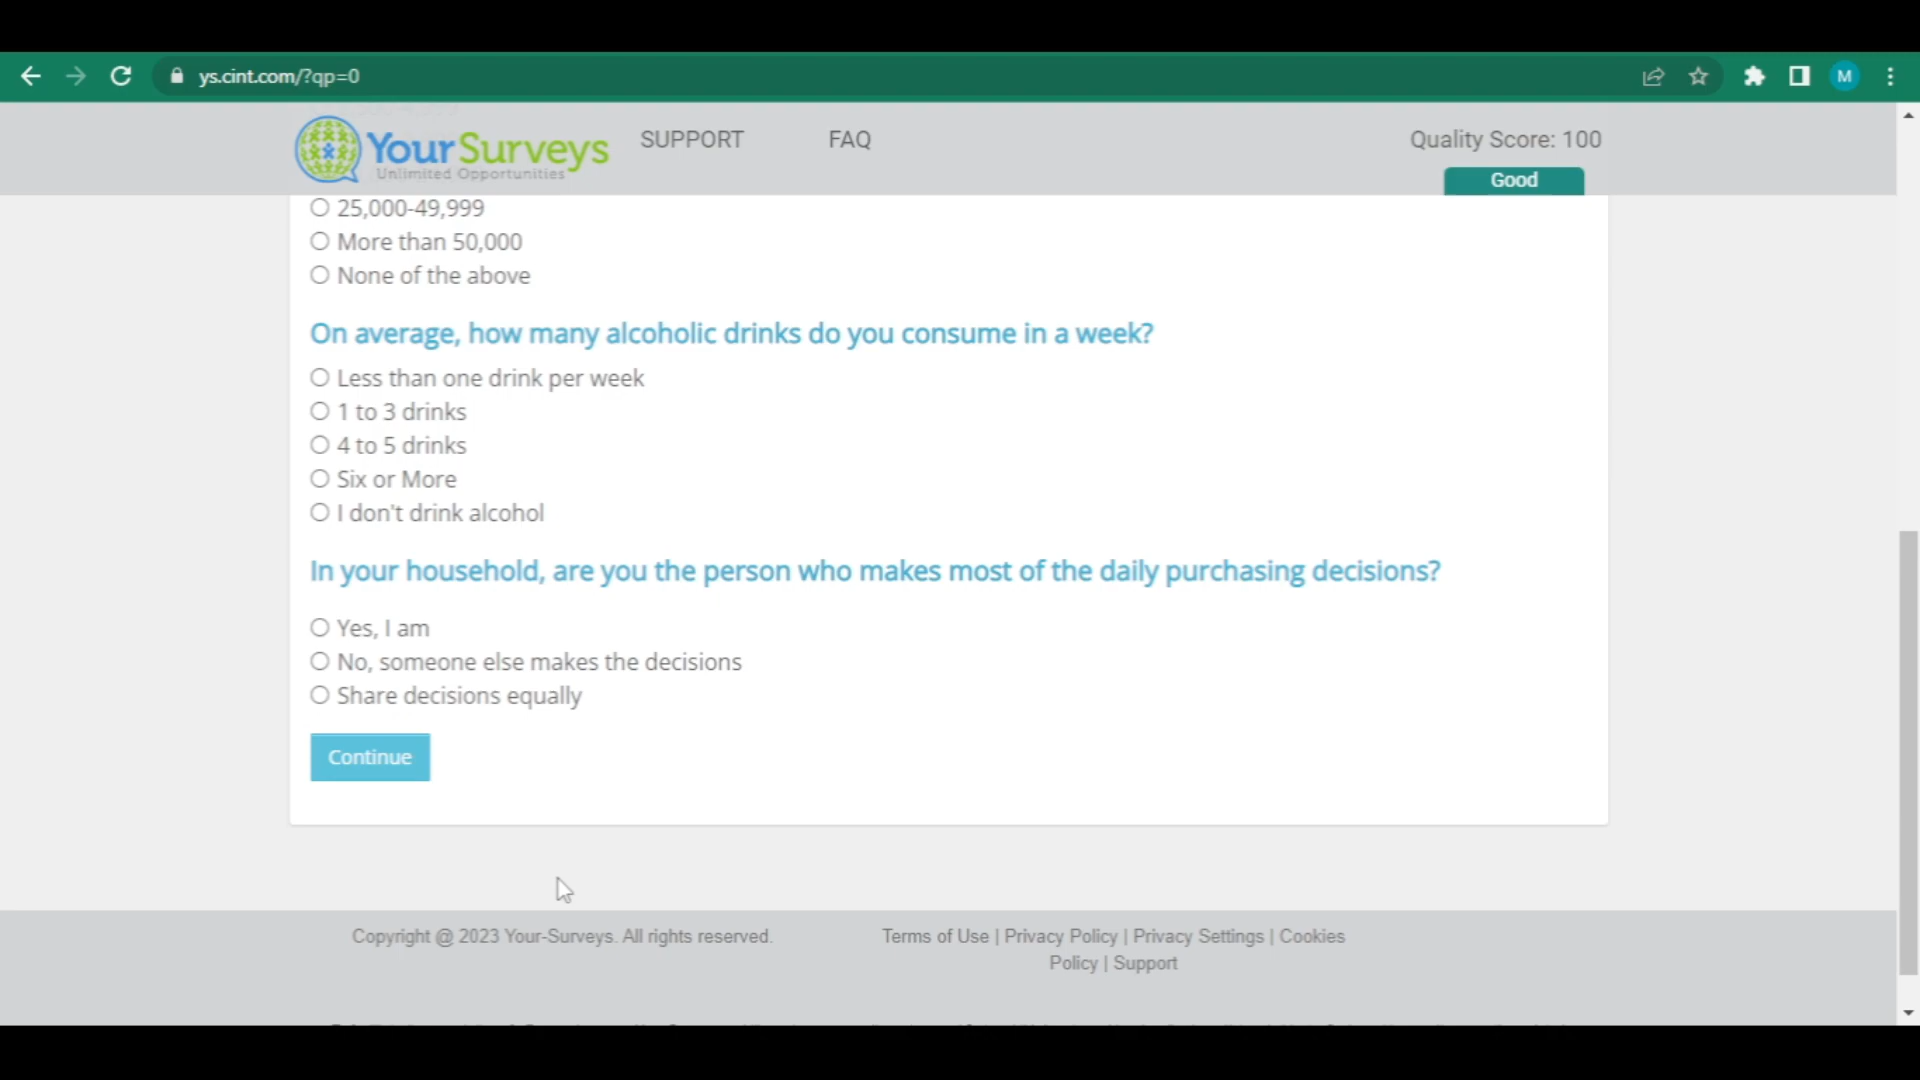 ys.cint.com/?qp=0
M
YourSurveys
Unlimited Opportunities
SUPPORT
FAQ
Quality Score: 100
Good
25,000-49,999
More than 50,000
None of the above
On average, how many alcoholic drinks do you consume in a week?
Less than one drink per week
1 to 3 drinks
4 to 5 drinks
Six or More
I don't drink alcohol
In your household, are you the person who makes most of the daily purchasing decisions?
Yes, I am
No, someone else makes the decisions
Share decisions equally
Continue
Copyright @ 2023 Your-Surveys. All rights reserved.
Terms of Use | Privacy Policy | Privacy Settings | Cookies
Policy | Support